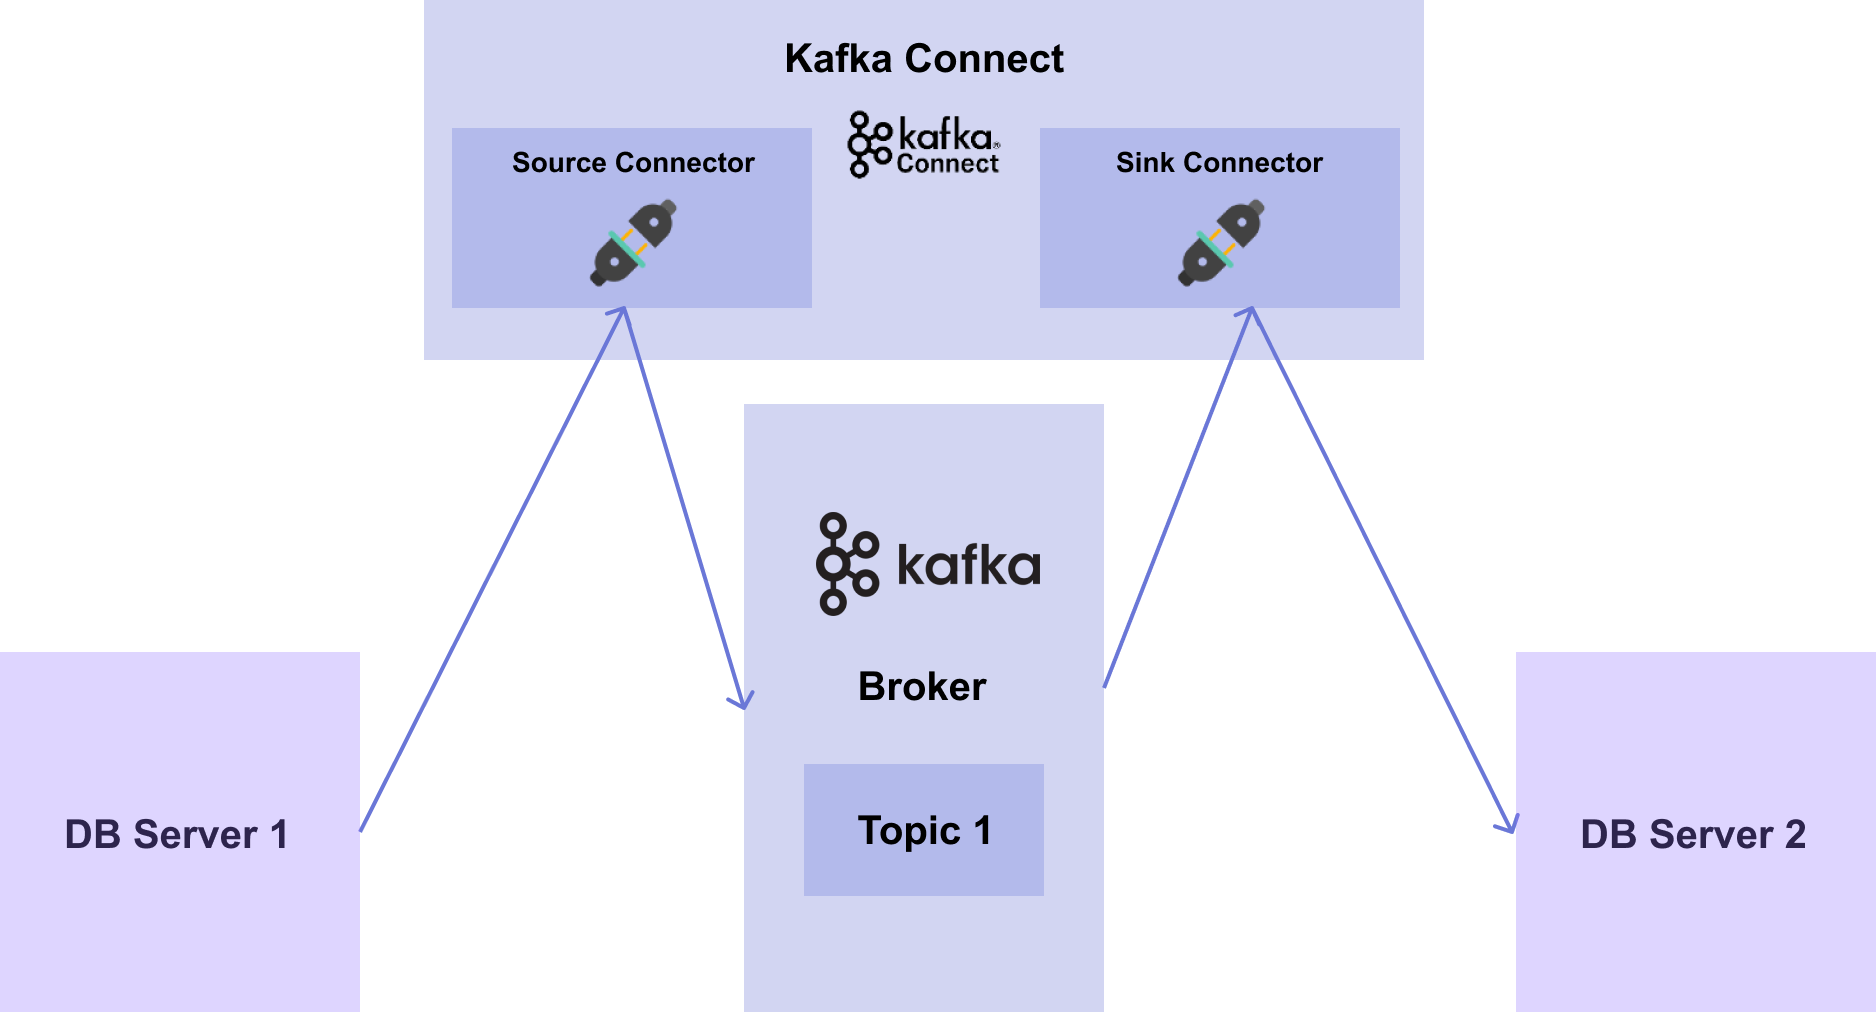 Kafka Connect
Source Connector
kafka®
Connect
Sink Connector
kafka
Broker
Topic 1
DB Server 1
DB Server 2